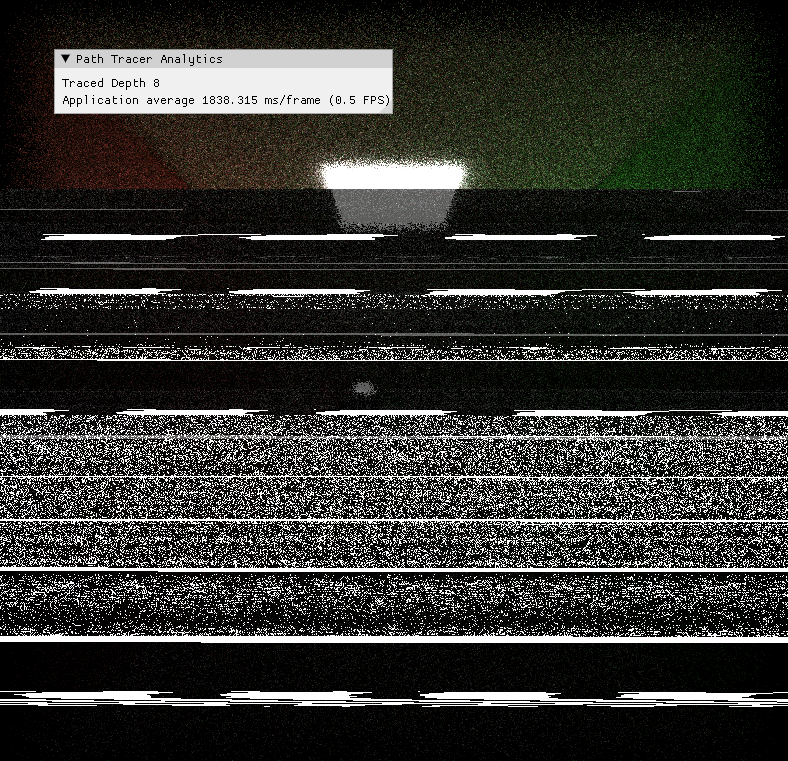 Path Tracer Analytics
Traced Depth 8
Application average 1838.315 ms/frame (0.5 FPS)